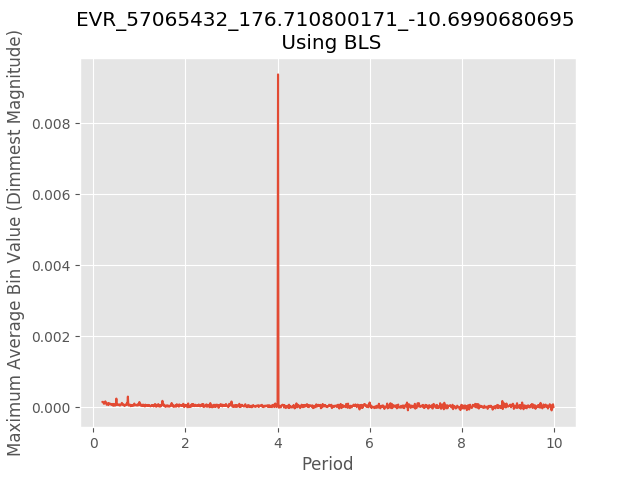 EVR_57065432_176.710800171_-10.6990680695
Using BLS
Maximum Average Bin Value (Dimmest Magnitude)
0.008
0.006
0.004
0.002
0.000
0
2
4
6
8
10
Period